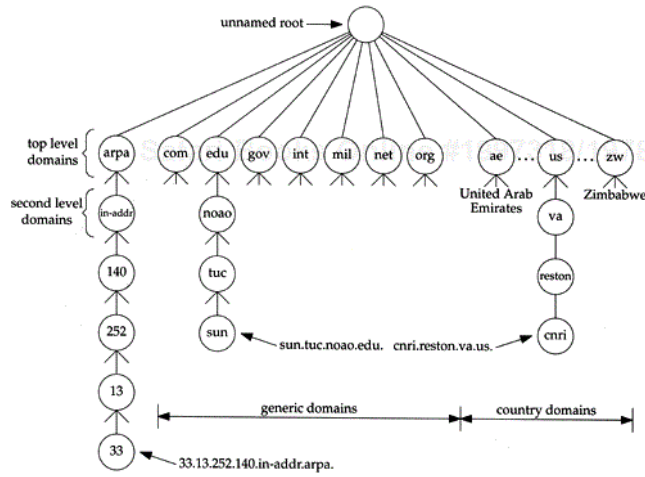 unnamed root
top level
domains
arpa com edu gov int mil net org ae ... us ... zw
United Arab
Emirates
Zimbabwe
second level
domains
in-addr noao va
140 tuc reston
252 sun sun.tuc.noao.edu. cnri.reston.va.us. cnri
13
generic domains country domains
33 33.13.252.140.in-addr.arpa.